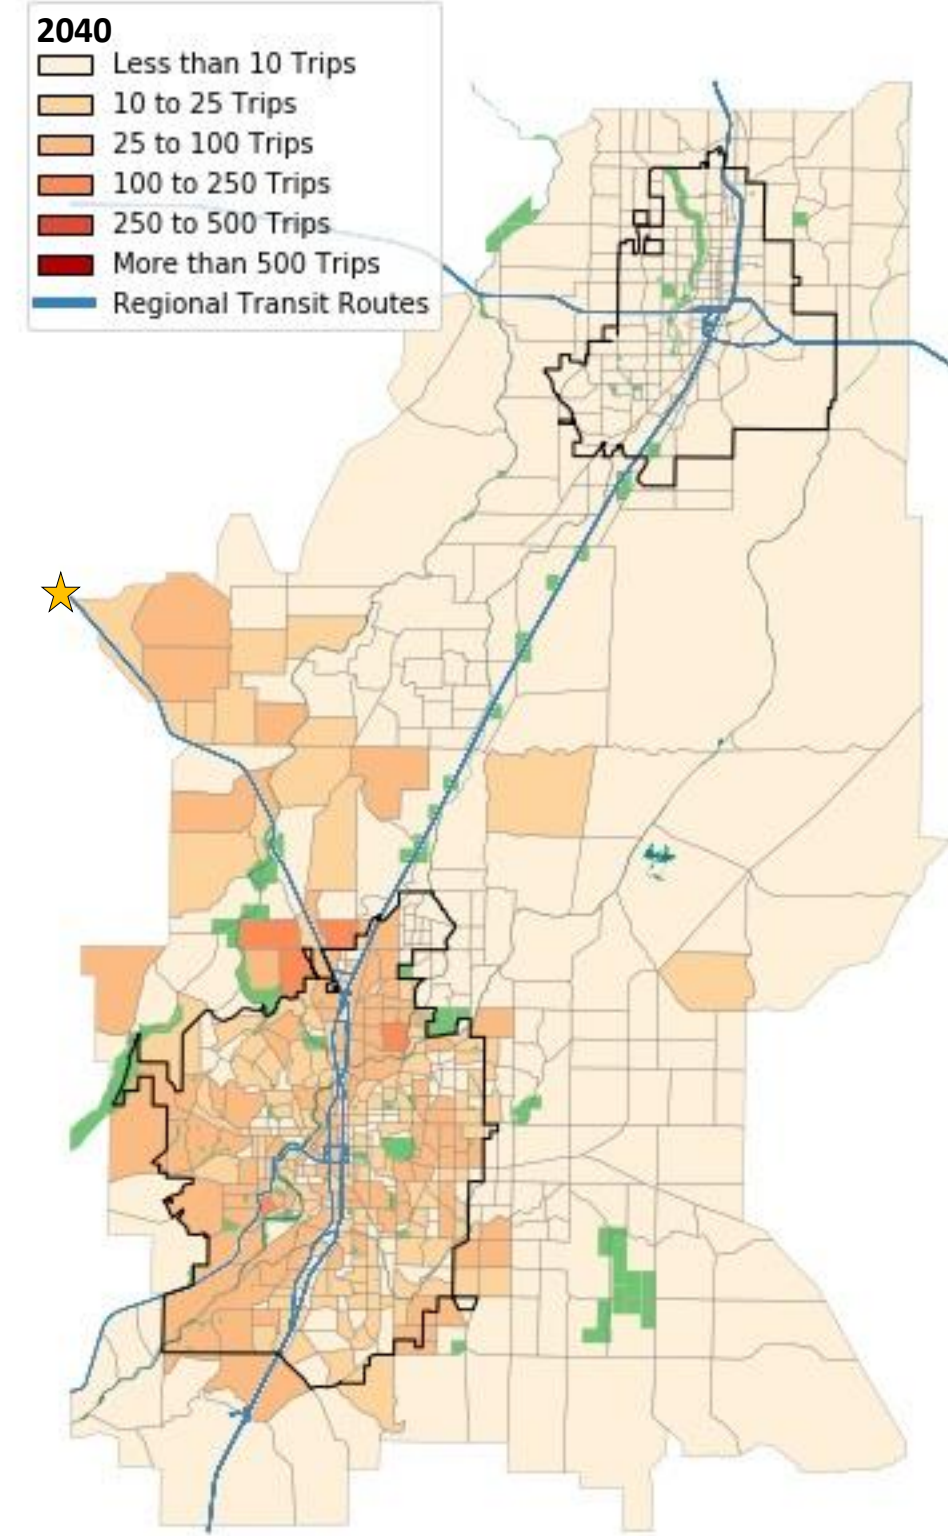 2040
Less than 10 Trips
10 to 25 Trips
25 to 100 Trips
100 to 250 Trips
250 to 500 Trips
More than 500 Trips
Regional Transit Routes